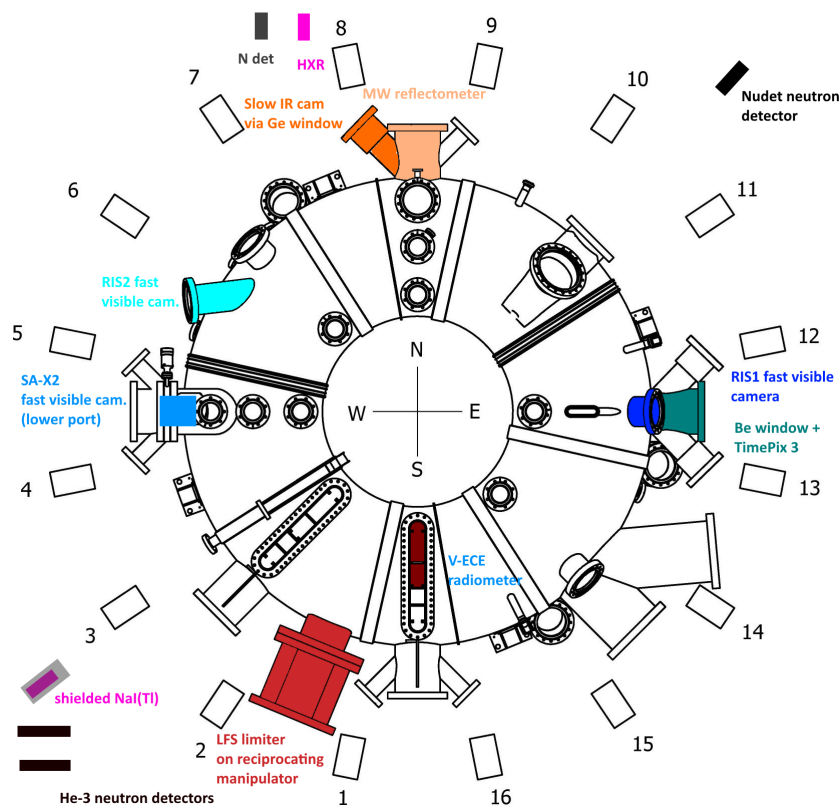 8
9
N det
HXR
7
10
Slow IR cam
via Ge window
MW reflectometer
Nudet neutron
detector
6
11
RIS2 fast
visible cam.
5
12
N
W
E
S
SA-X2
fast visible cam.
(lower port)
RIS1 fast visible
camera
Be window +
TimePix 3
4
13
V-ECE
radiometer
3
14
shielded NaI(Tl)
2
15
LFS limiter
on reciprocating
manipulator
He-3 neutron detectors
1
16